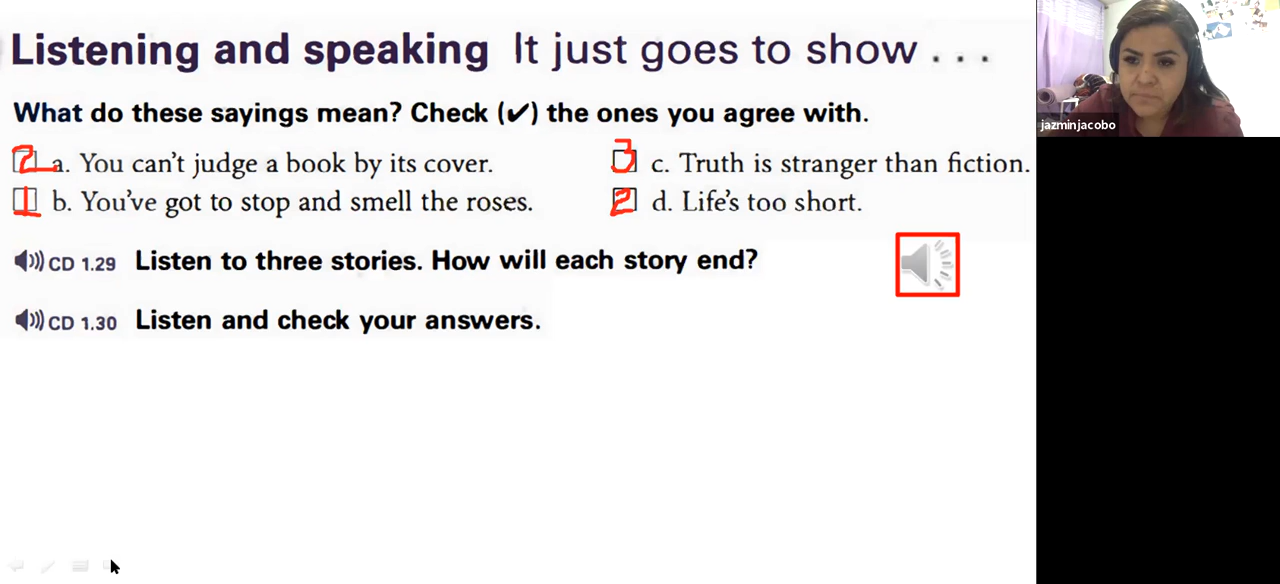 Listening and speaking It just goes to show . . .
jazminjacobo
What do these sayings mean? Check (✔) the ones you agree with.
2 a. You can't judge a book by its cover.
3 c. Truth is stranger than fiction.
1 b. You've got to stop and smell the roses.
2 d. Life's too short.
CD 1.29 Listen to three stories. How will each story end?
CD 1.30 Listen and check your answers.